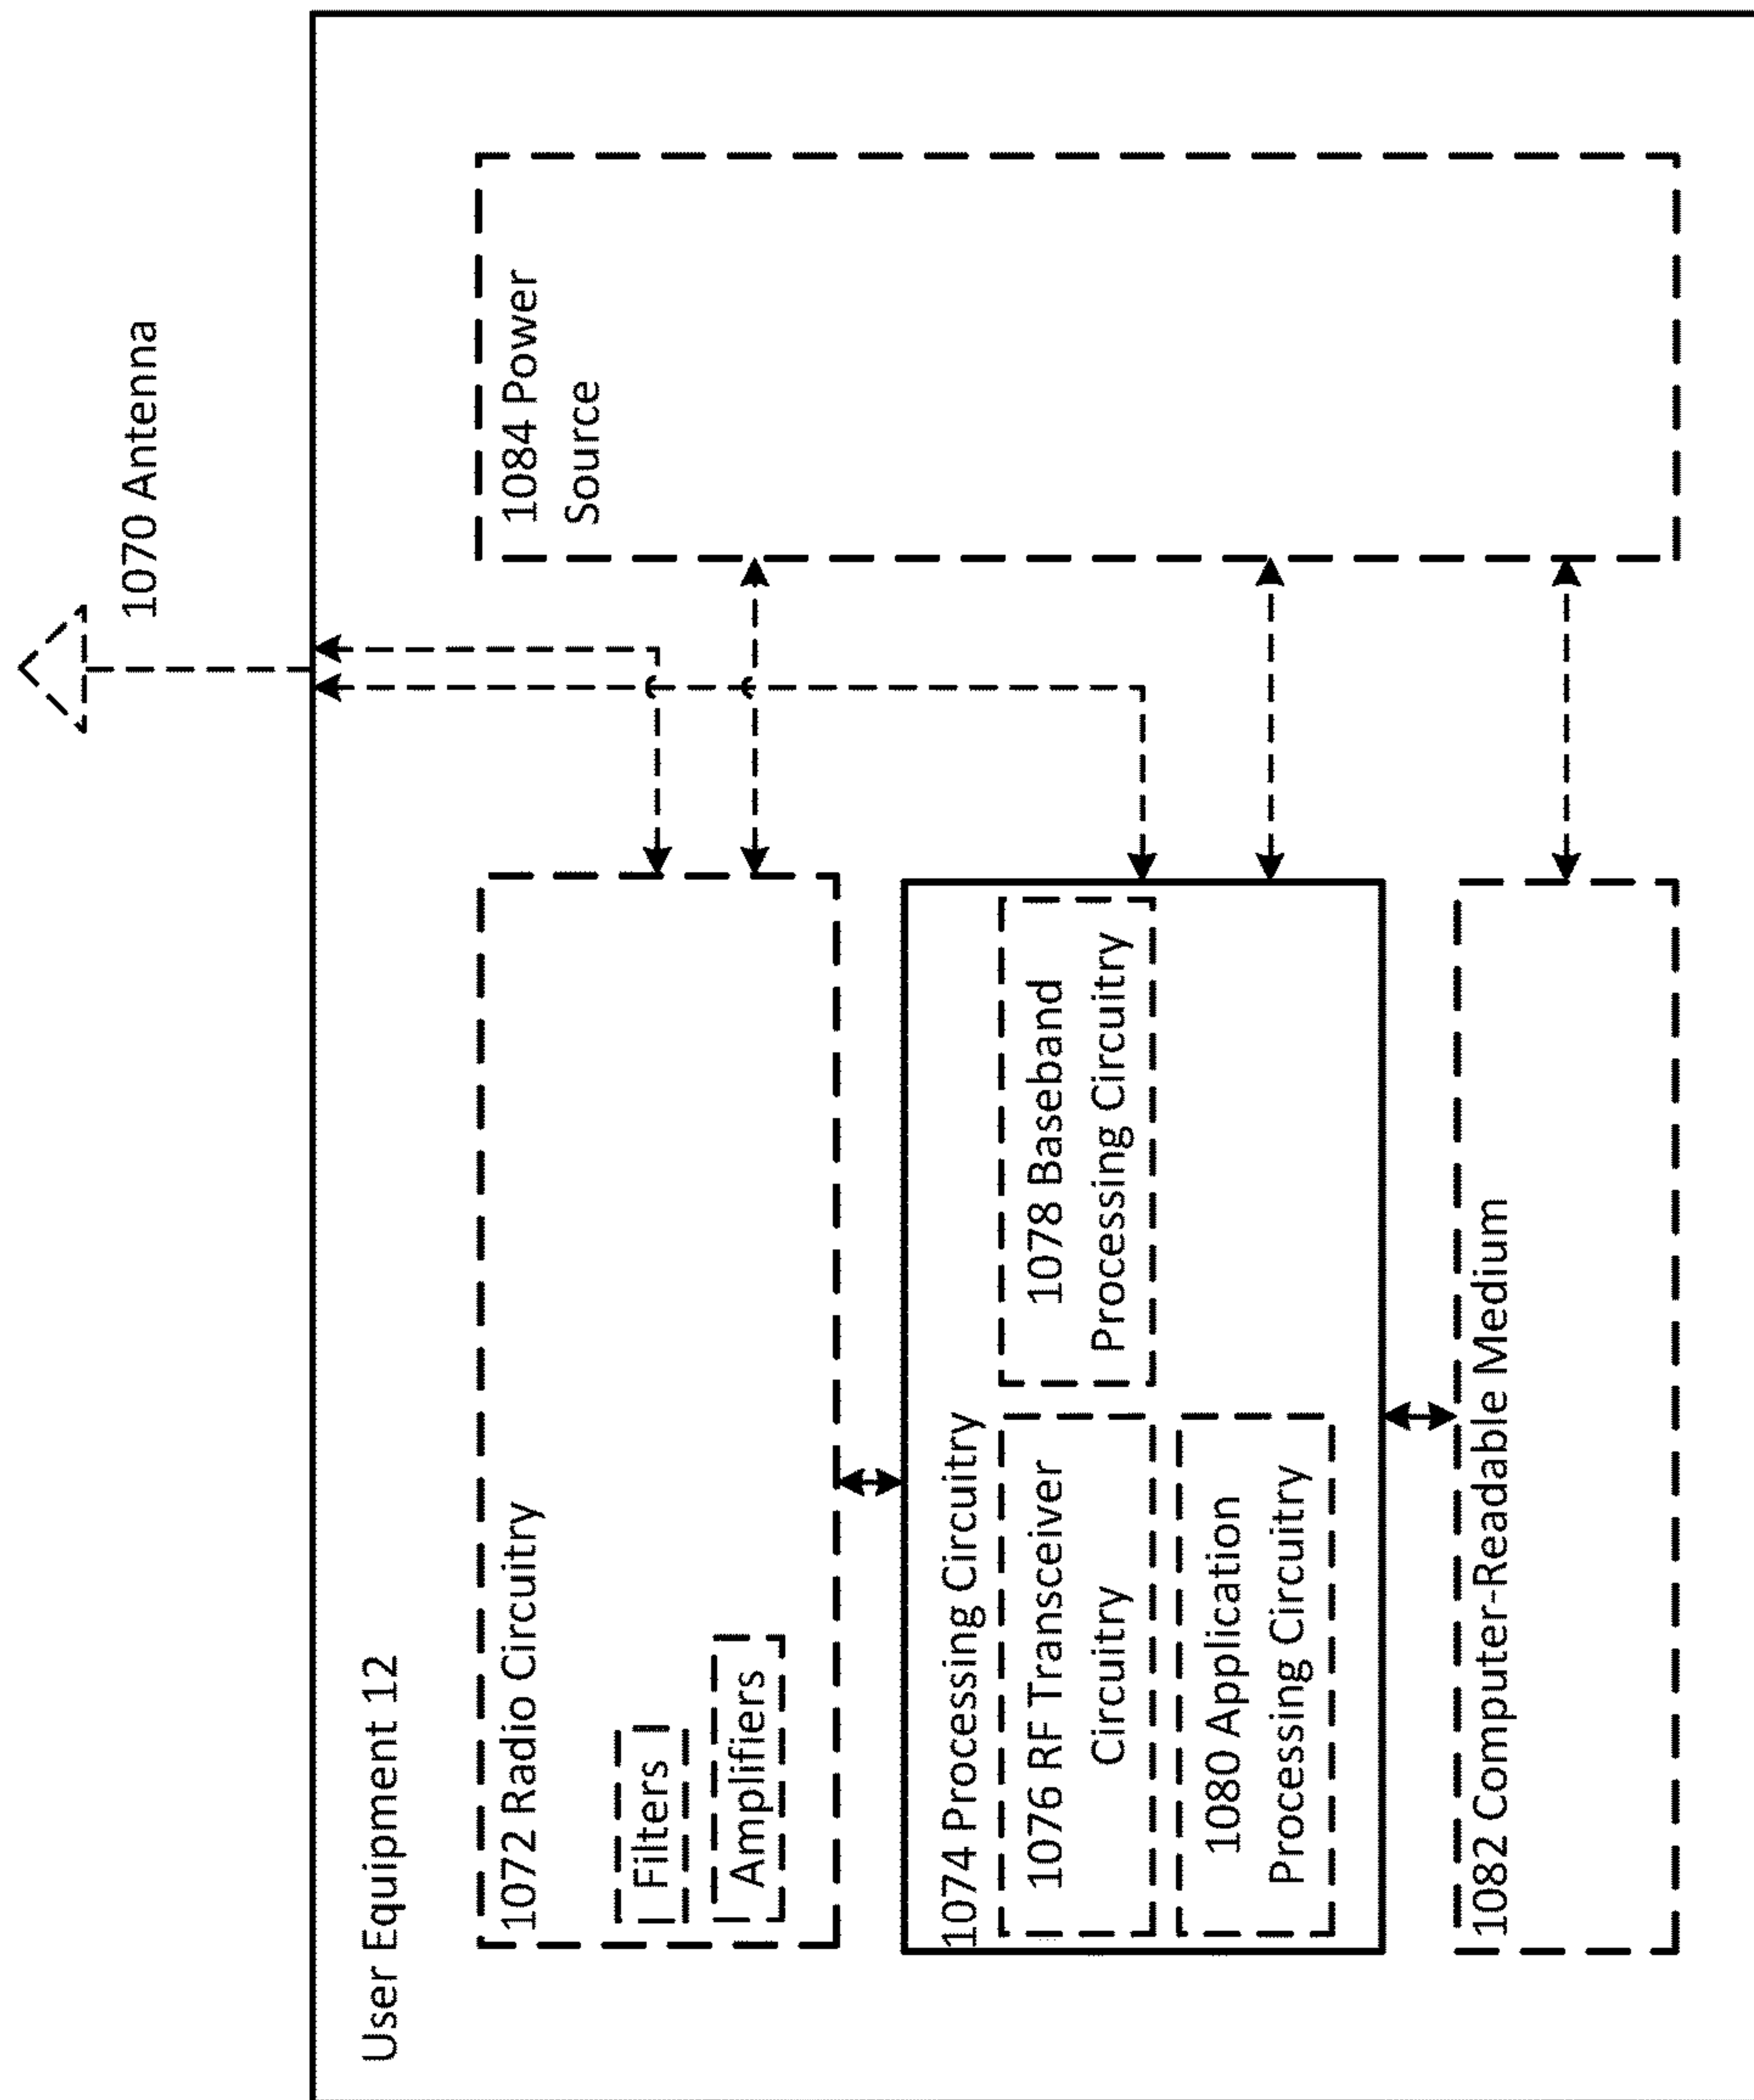 1070 Antenna
User Equipment 12
1072 Radio Circuitry
Filters
Amplifiers
1084 Power
Source
1074 Processing Circuitry
1076 RF Transceiver
Circuitry
1078 Baseband
Processing Circuitry
1080 Application
Processing Circuitry
1082 Computer-Readable Medium